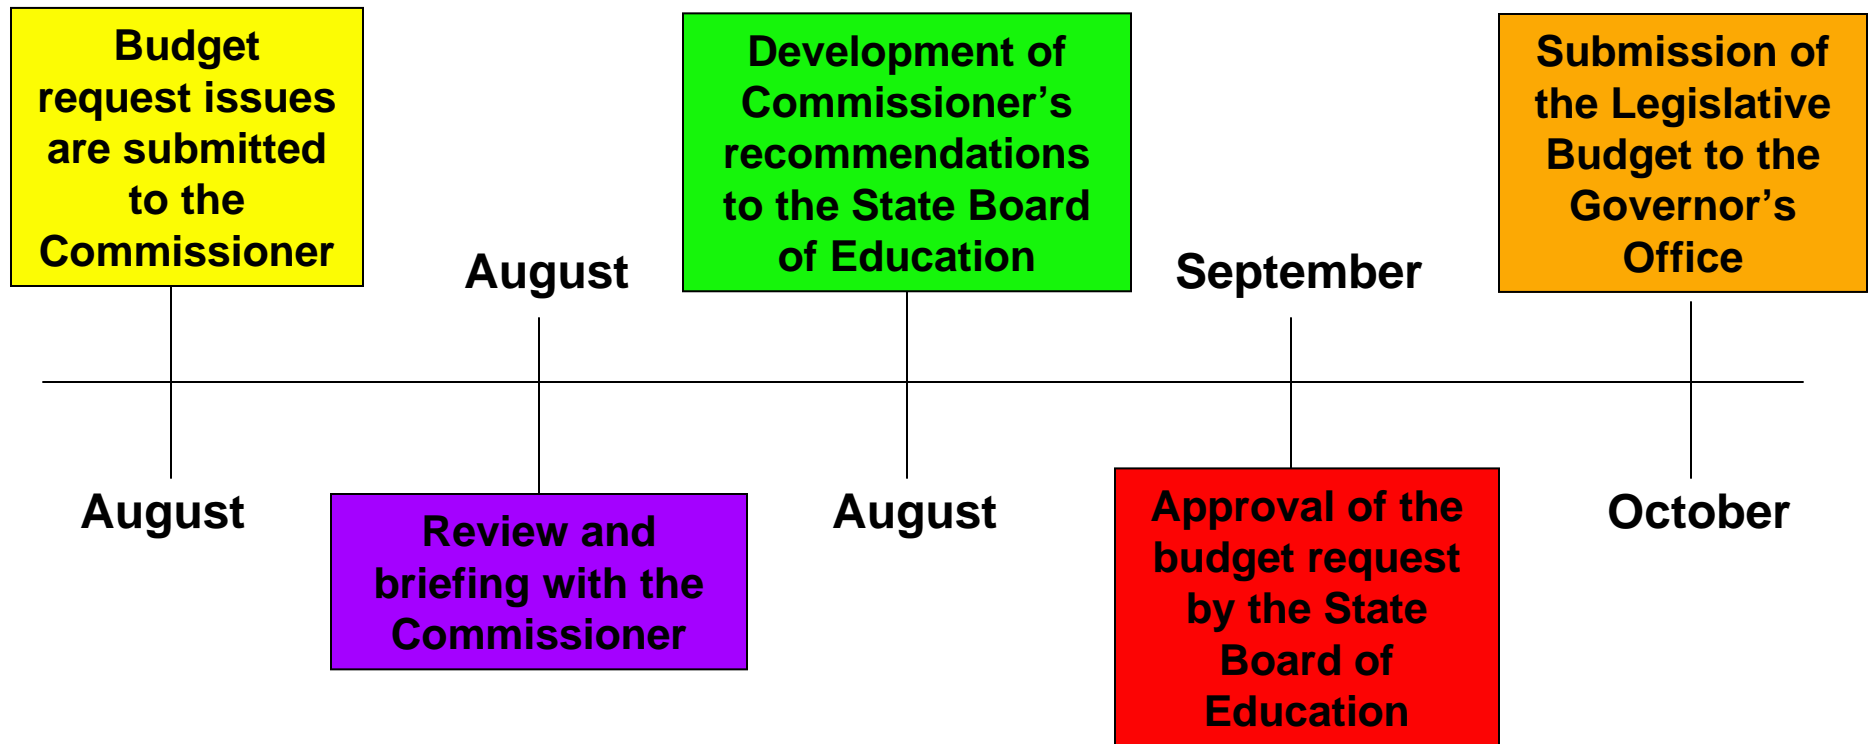 Budget
request issues
are submitted
to the
Commissioner
August
August
Review and
briefing with the
Commissioner
Development of
Commissioner’s
recommendations
to the State Board
of Education
August
September
Approval of the
budget request
by the State
Board of
Education
Submission of
the Legislative
Budget to the
Governor’s
Office
October